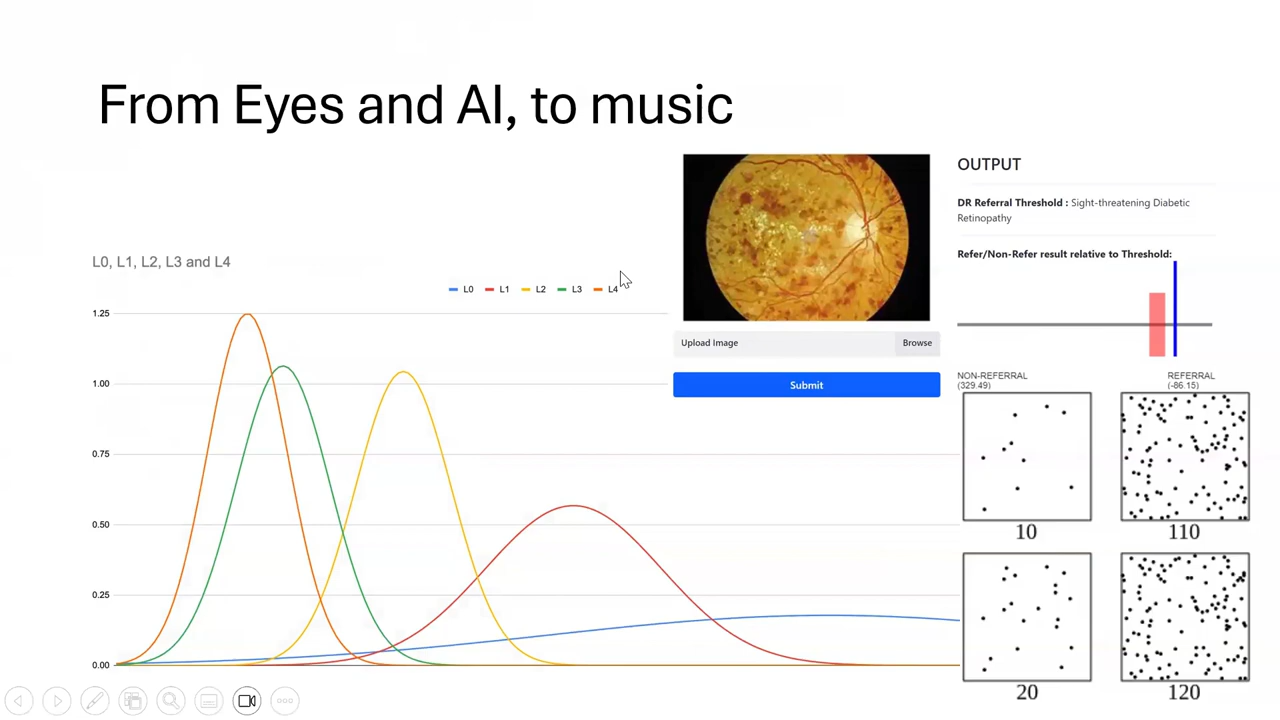 From Eyes and AI, to music
L0, L1, L2, L3 and L4
L0 L1 L2 L3 L4
1.25
1.00
0.75
0.50
0.25
0.00
Upload Image Browse
Submit
OUTPUT
DR Referral Threshold : Sight-threatening Diabetic
Retinopathy
Refer/Non-Refer result relative to Threshold:
NON-REFERRAL REFERRAL
(329.49) (-86.15)
10 110
20 120